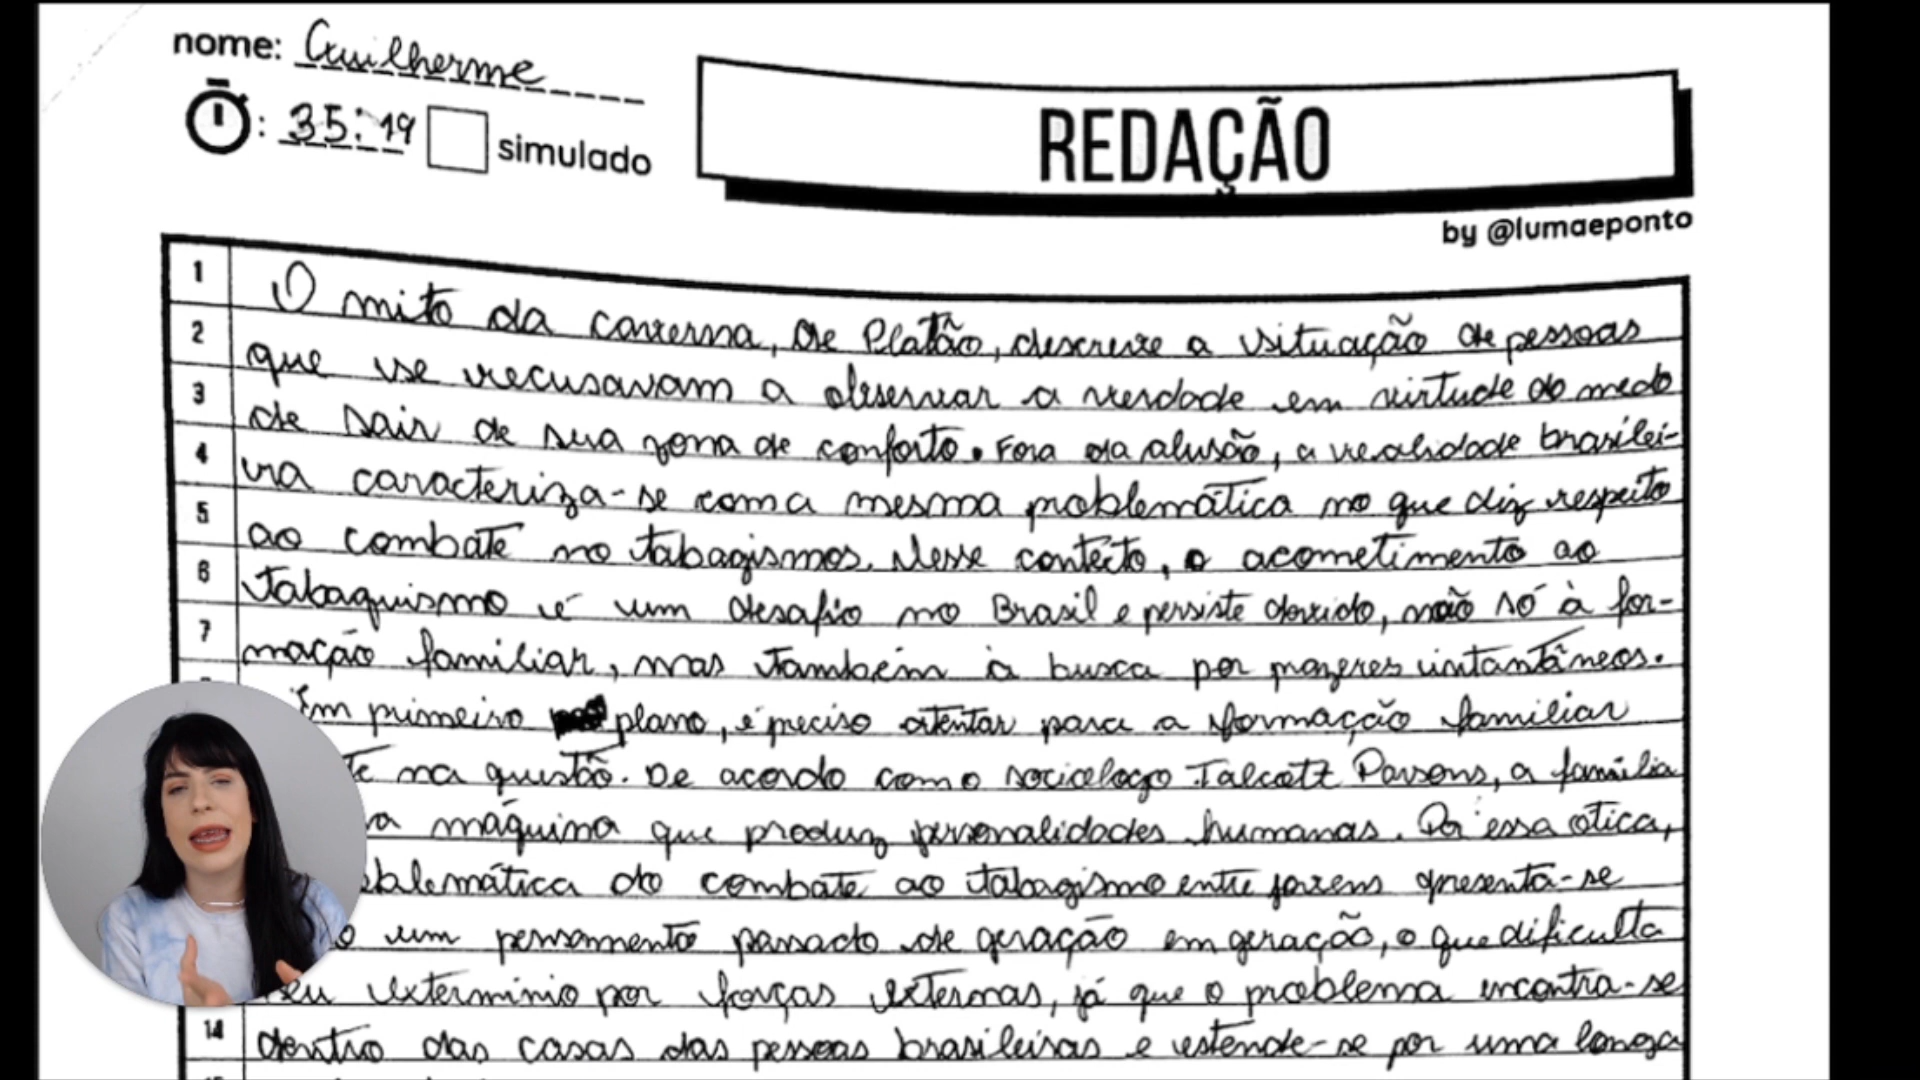 nome: Guilherme
: 35:19 simulado
REDAÇÃO
by @lumaeponto
1 O mito da caverna, de Platão, descreve a situação de pessoas
2 que se recusavam a observar a verdade em virtude do medo
3 de sair de sua zona de conforto. Fora da alusão, a realidade brasilei-
4 ra caracteriza-se com a mesma problemática no que diz respeito
5 ao combate no tabagismos. Nesse contexto, o acometimento ao
6 tabaquismo é um desafio no Brasil e persiste devido, não só à for-
7 mação familiar, mas também à busca por prazeres instantâneos.
Em primeiro plano, é preciso atentar para a formação familiar
na questão. De acordo com o sociólogo Talcott Parsons, a família
máquina que produz personalidades humanas. Por essa otica,
do combate ao tabagismo entre jovens apresenta-se
um pensamento passado de geração em geração, o que dificulta
seu extermínio por forças externas, já que o problema encontra-se
14 dentro das casas das pessoas brasileiras e estende-se por uma longa